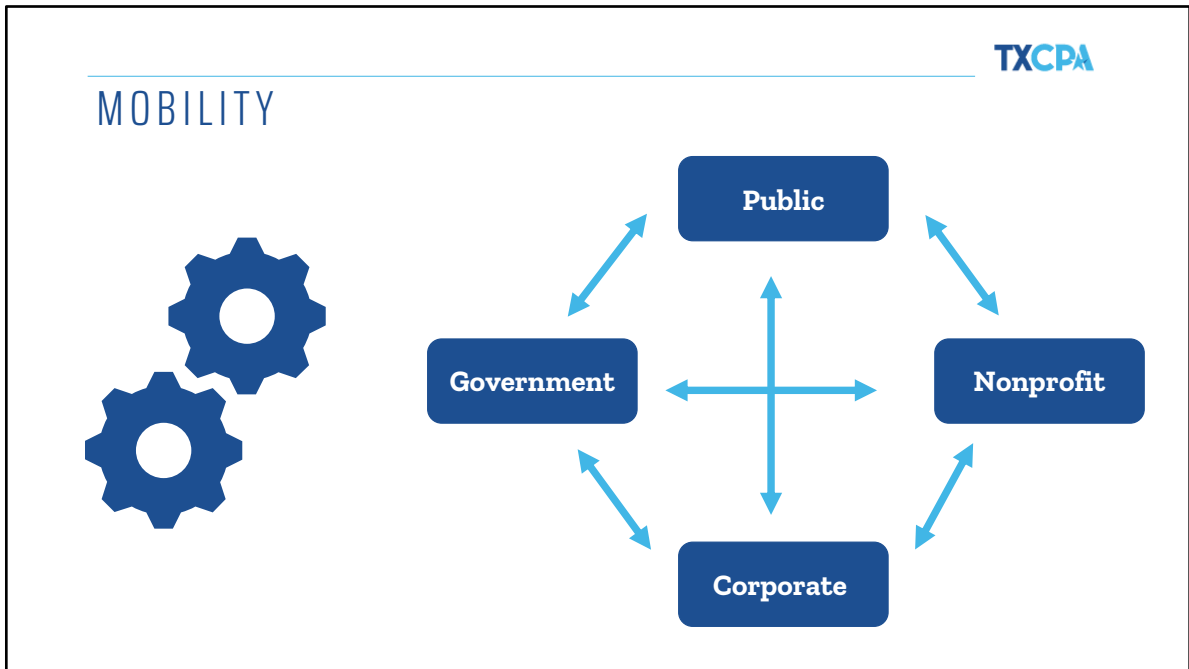 TXCPA
MOBILITY
Public
Government
Nonprofit
Corporate